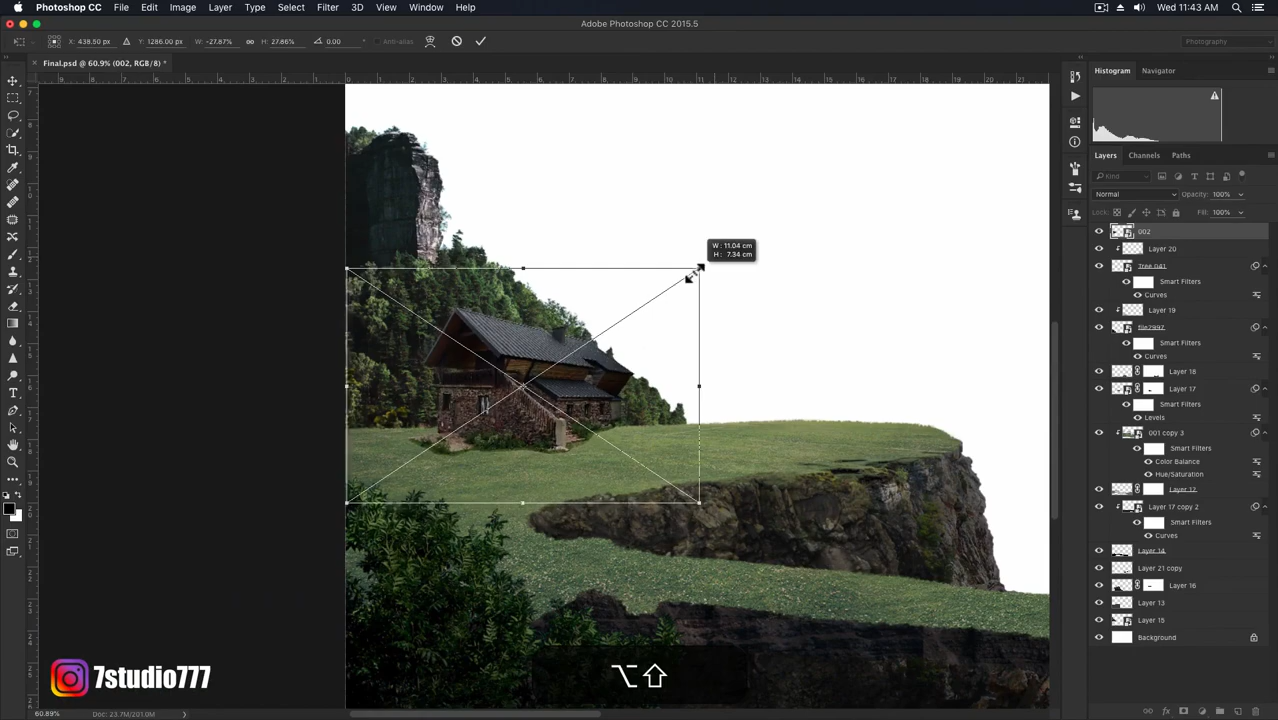 Photoshop CC File Edit Image Layer Type Select Filter 3D View Window Help Wed 11:43 AM
Adobe Photoshop CC 2015.5
X: 438.50 px Y: 1286.00 px W: -27.87% H: 27.86% 0.00 Anti-alias Photography
Final.psd @ 60.9% (002, RGB/8) *
Histogram Navigator
Layers Channels Paths
Kind
Normal Opacity: 100%
Lock: Fill: 100%
002
Layer 20
Tree 041
Smart Filters
Curves
Layer 19
file2997
Smart Filters
Curves
Layer 18
Layer 17
Smart Filters
Levels
001 copy 3
Smart Filters
Color Balance
Hue/Saturation
Layer 12
Layer 17 copy 2
Smart Filters
Curves
Layer 14
Layer 21 copy
Layer 16
Layer 13
Layer 15
Background
W: 11.04 cm
H: 7.34 cm
7studio777
⌥⇧
60.89% Doc: 23.7M/201.0M